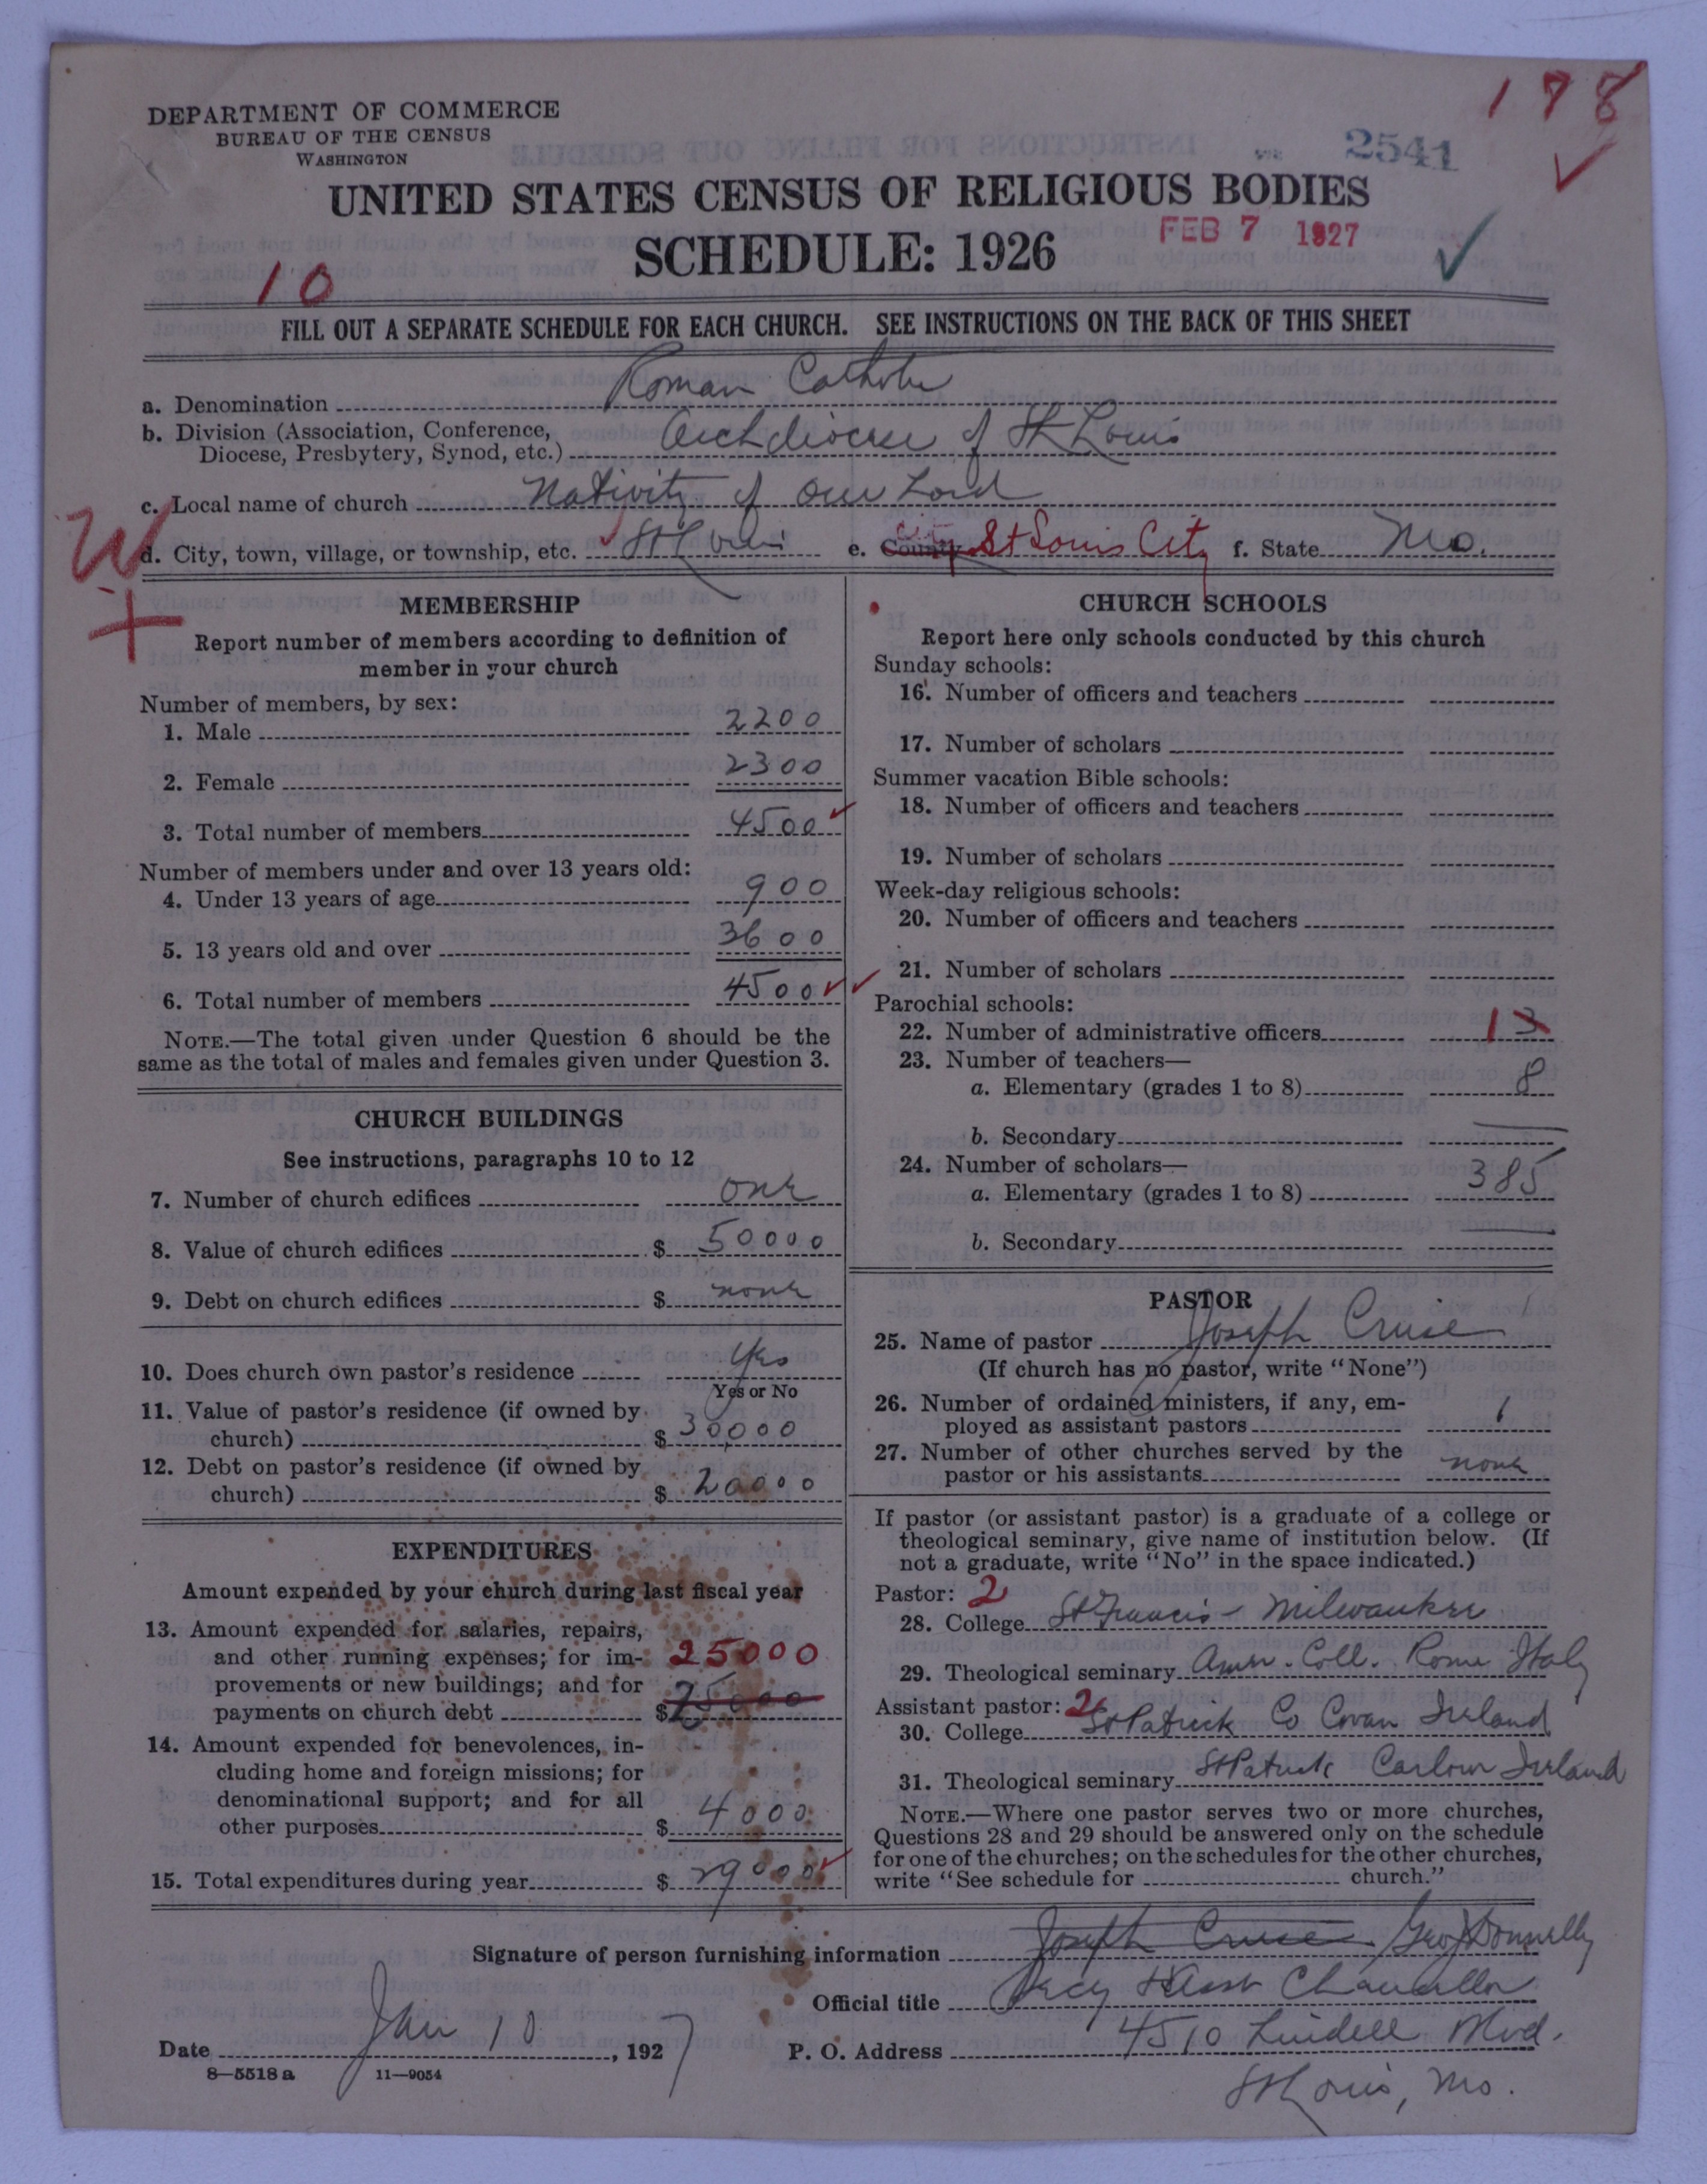 178
DEPARTMENT OF COMMERCE
BUREAU OF THE CENSUS
WASHINGTON
2541
UNITED STATES CENSUS OF RELIGIOUS BODIES
SCHEDULE: 1926
FEB 7 1927
10
FILL OUT A SEPARATE SCHEDULE FOR EACH CHURCH. SEE INSTRUCTIONS ON THE BACK OF THIS SHEET
a. Denomination Roman Catholic
b. Division (Association, Conference,
Diocese, Presbytery, Synod, etc.) Archdiocese of St Louis
c. Local name of church Nativity of Our Lord
d. City, town, village, or township, etc. St Louis e. County City St Louis City f. State Mo.
W
+
MEMBERSHIP
Report number of members according to definition of
member in your church
Number of members, by sex:
1. Male 2200
2. Female 2300
3. Total number of members 4500
Number of members under and over 13 years old:
4. Under 13 years of age 900
5. 13 years old and over 3600
6. Total number of members 4500
NOTE.—The total given under Question 6 should be the
same as the total of males and females given under Question 3.
CHURCH BUILDINGS
See instructions, paragraphs 10 to 12
7. Number of church edifices one
8. Value of church edifices $ 50000
9. Debt on church edifices $ none
10. Does church own pastor's residence Yes
Yes or No
11. Value of pastor's residence (if owned by
church) $ 30,000
12. Debt on pastor's residence (if owned by
church) $ 20000
EXPENDITURES
Amount expended by your church during last fiscal year
13. Amount expended for salaries, repairs,
and other running expenses; for im- 25000
provements or new buildings; and for
payments on church debt $ 25000
14. Amount expended for benevolences, in-
cluding home and foreign missions; for
denominational support; and for all
other purposes $ 4000
15. Total expenditures during year $ 29000
CHURCH SCHOOLS
Report here only schools conducted by this church
Sunday schools:
16. Number of officers and teachers
17. Number of scholars
Summer vacation Bible schools:
18. Number of officers and teachers
19. Number of scholars
Week-day religious schools:
20. Number of officers and teachers
21. Number of scholars
Parochial schools:
22. Number of administrative officers 1 3
23. Number of teachers—
a. Elementary (grades 1 to 8) 8
b. Secondary
24. Number of scholars—
a. Elementary (grades 1 to 8) 385
b. Secondary
PASTOR
25. Name of pastor Joseph Cruse
(If church has no pastor, write "None")
26. Number of ordained ministers, if any, em-
ployed as assistant pastors 1
27. Number of other churches served by the
pastor or his assistants none
If pastor (or assistant pastor) is a graduate of a college or
theological seminary, give name of institution below. (If
not a graduate, write "No" in the space indicated.)
Pastor: 2
28. College St Francis - Milwaukee
29. Theological seminary Amer. Coll. Rome Italy
Assistant pastor: 2
30. College St Patrick Co Cavan Ireland
31. Theological seminary St Patrick Carlow Ireland
NOTE.—Where one pastor serves two or more churches,
Questions 28 and 29 should be answered only on the schedule
for one of the churches; on the schedules for the other churches,
write "See schedule for church."
Signature of person furnishing information Joseph Cruse Geo J Donnelly
Official title Secy & Asst Chancellor
Date Jan 10, 1927 P. O. Address 4510 Lindell Blvd.
8—5518 a 11—9054
St Louis, Mo.